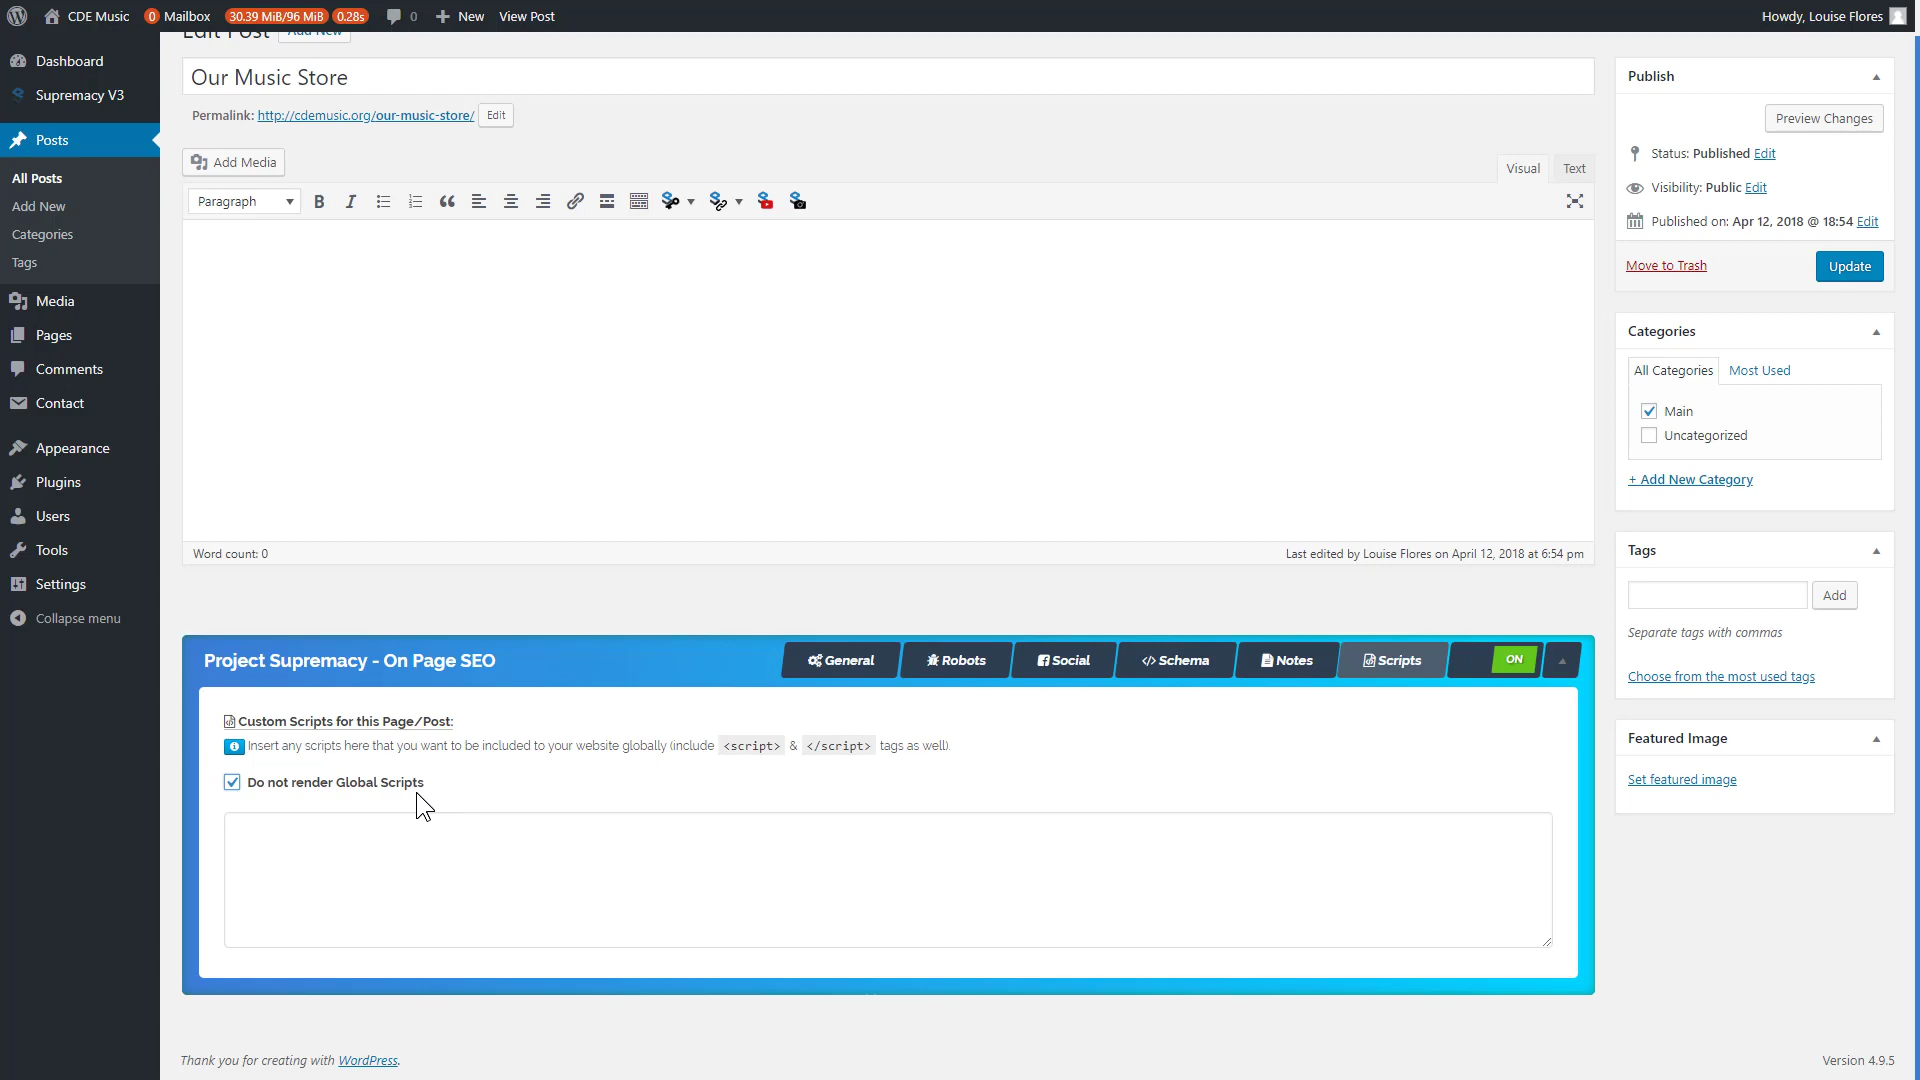 CDE Music 0 Mailbox 30.39 MiB/96 MiB 0.28s 0 New View Post Howdy, Louise Flores
Edit Post Add New
Dashboard
Supremacy V3
Posts
All Posts
Add New
Categories
Tags
Media
Pages
Comments
Contact
Appearance
Plugins
Users
Tools
Settings
Collapse menu
Our Music Store
Permalink: http://cdemusic.org/our-music-store/ Edit
Add Media
Visual Text
Paragraph
Word count: 0 Last edited by Louise Flores on April 12, 2018 at 6:54 pm
Project Supremacy - On Page SEO General Robots Social Schema Notes Scripts ON
Custom Scripts for this Page/Post:
Insert any scripts here that you want to be included to your website globally (include <script> & </script> tags as well).
Do not render Global Scripts
Publish
Preview Changes
Status: Published Edit
Visibility: Public Edit
Published on: Apr 12, 2018 @ 18:54 Edit
Move to Trash Update
Categories
All Categories Most Used
Main
Uncategorized
+ Add New Category
Tags
Add
Separate tags with commas
Choose from the most used tags
Featured Image
Set featured image
Thank you for creating with WordPress. Version 4.9.5